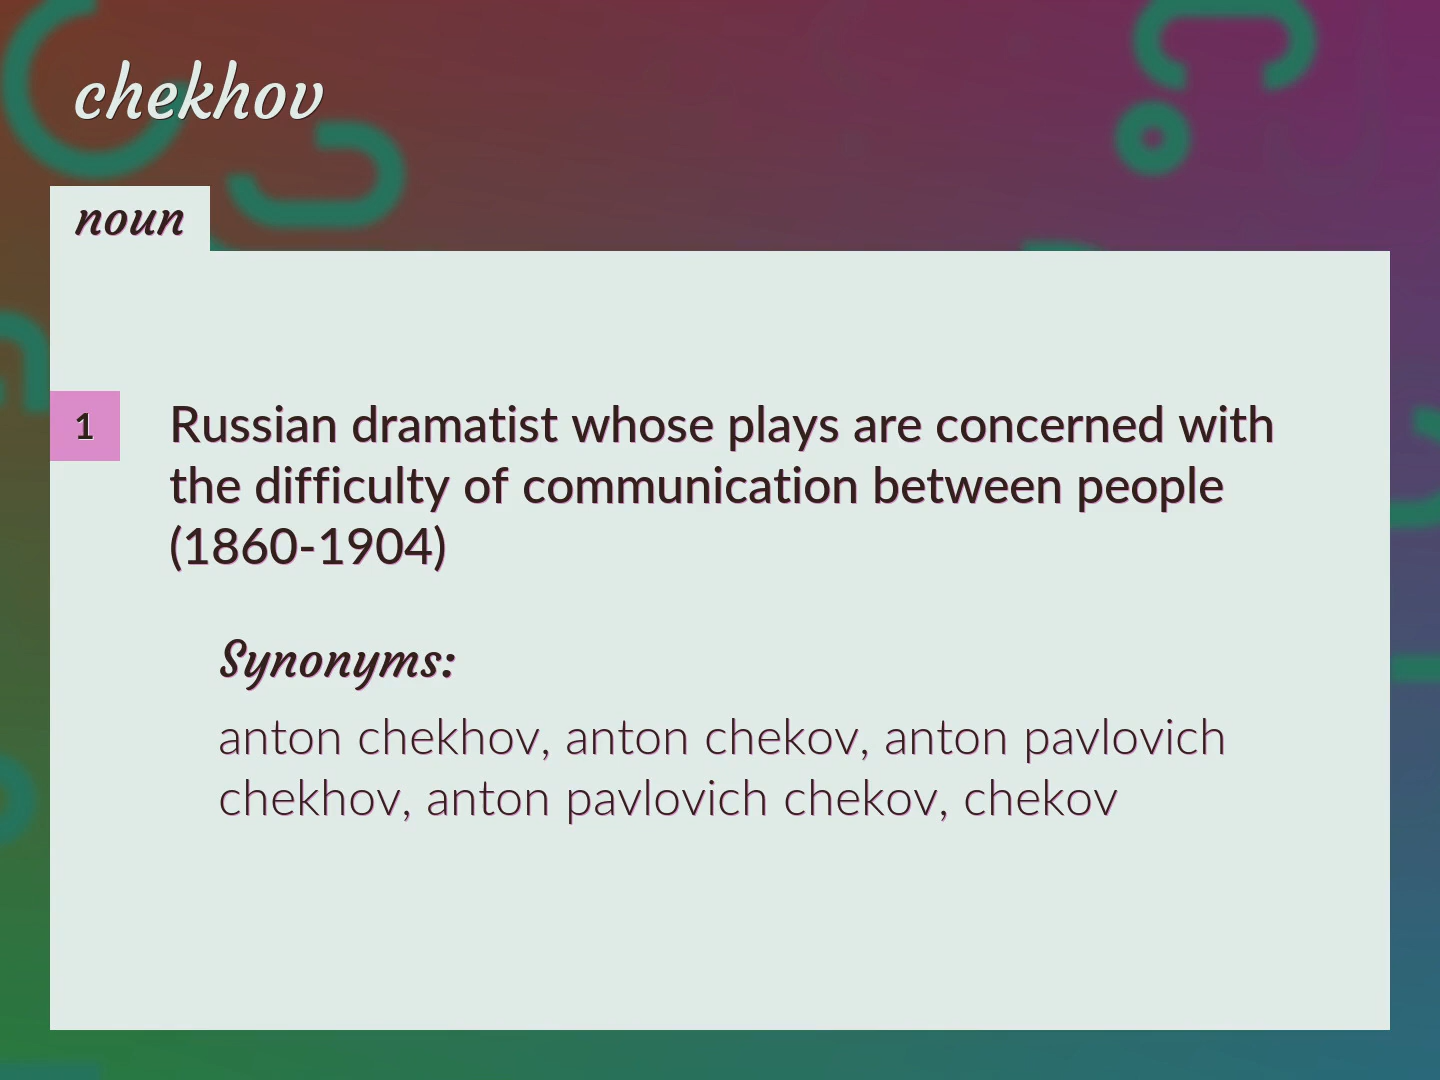 chekhov
noun
1
Russian dramatist whose plays are concerned with
the difficulty of communication between people
(1860-1904)
Synonyms:
anton chekhov, anton chekov, anton pavlovich
chekhov, anton pavlovich chekov, chekov